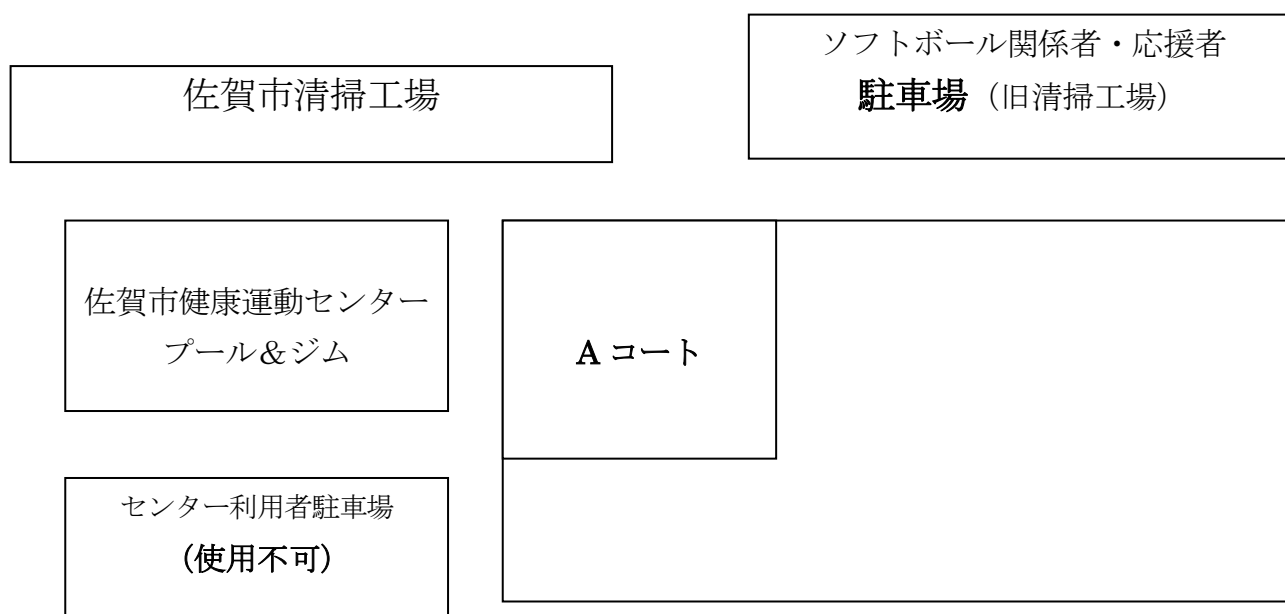 ソフトボール関係者・応援者
駐車場（旧清掃工場）
佐賀市清掃工場
佐賀市健康運動センター
プール＆ジム
A コート
センター利用者駐車場
(使用不可)